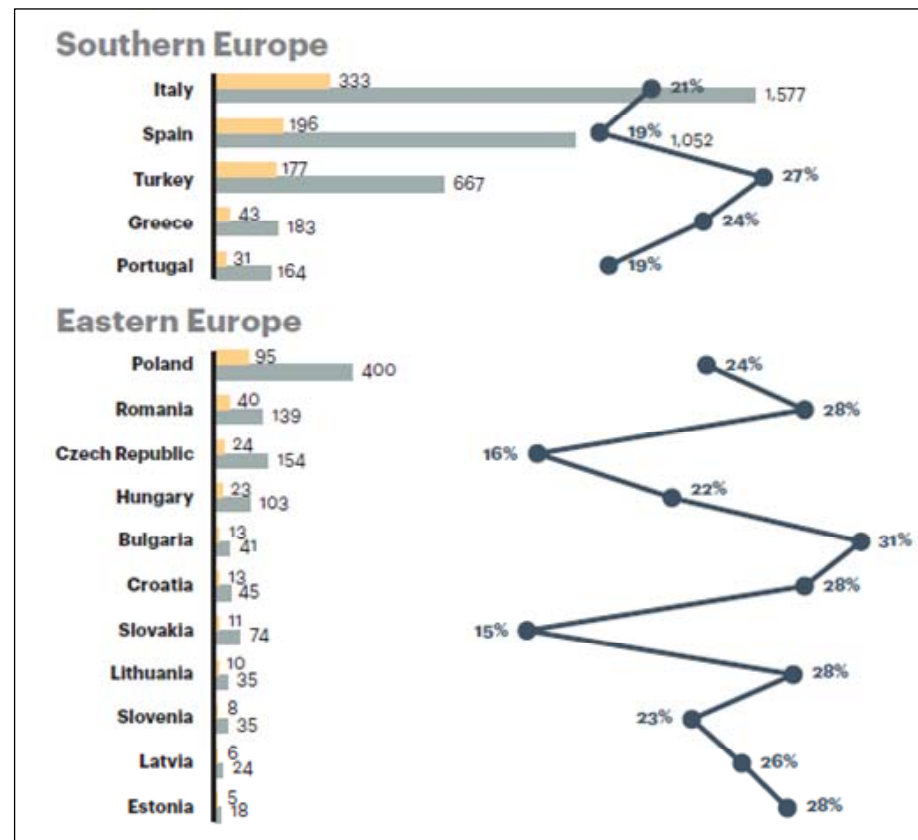 Southern Europe
Italy 333 1,577 21%
Spain 196 1,052 19%
Turkey 177 667 27%
Greece 43 183 24%
Portugal 31 164 19%
Eastern Europe
Poland 95 400 24%
Romania 40 139 28%
Czech Republic 24 154 16%
Hungary 23 103 22%
Bulgaria 13 41 31%
Croatia 13 45 28%
Slovakia 11 74 15%
Lithuania 10 35 28%
Slovenia 8 35 23%
Latvia 6 24 26%
Estonia 5 18 28%